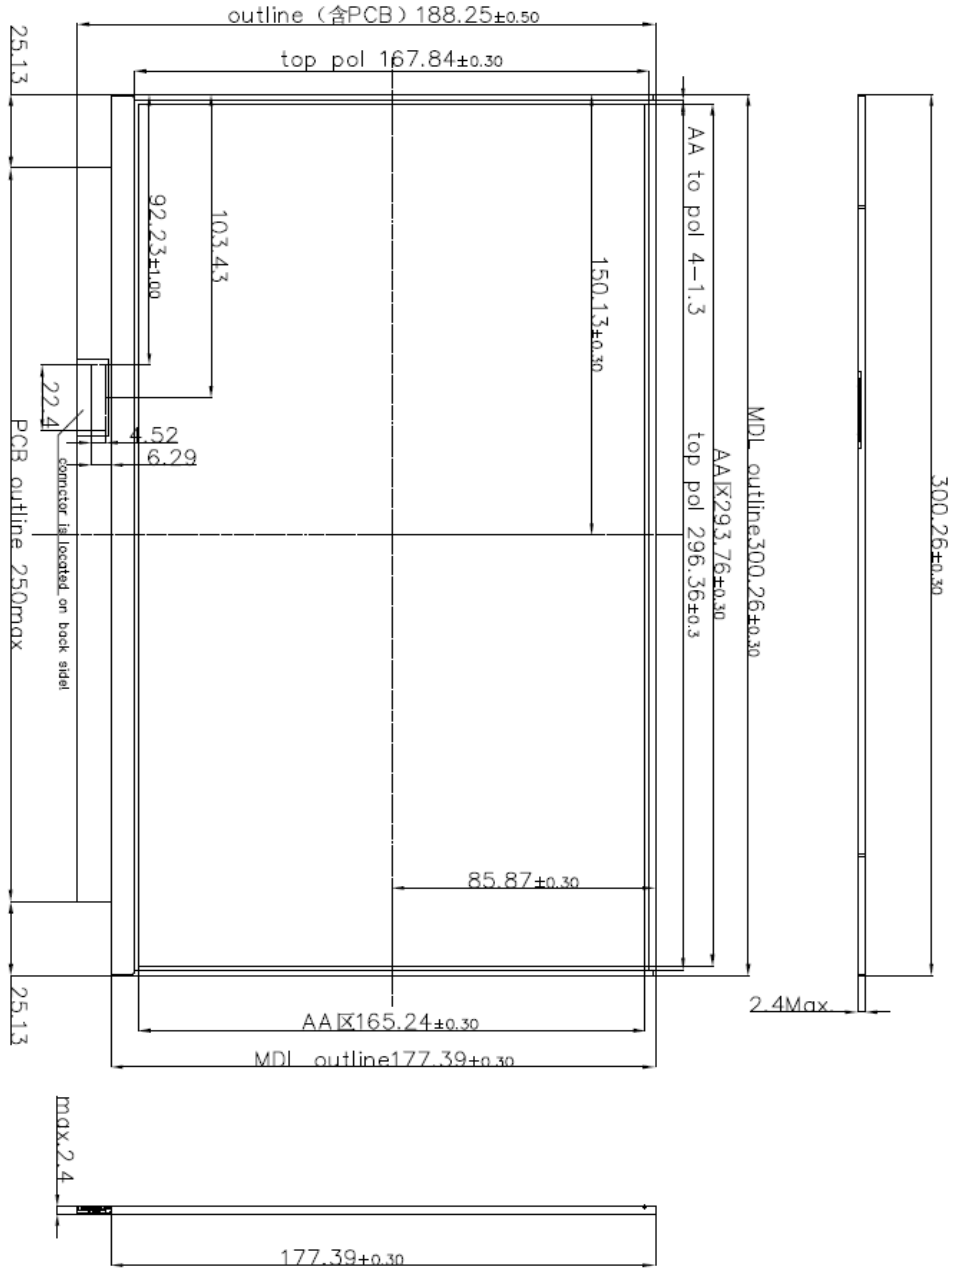 outline (含PCB) 188.25±0.50
top pol 167.84±0.30
25.13
AA to pol 4-1.3
92.23±1.00
103.43
150.13±0.30
22.4
4.52
6.29
PCB outline 250max
connctor is located on back side!
top pol 296.36±0.3
AA区293.76±0.30
MDL outline300.26±0.30
300.26±0.30
85.87±0.30
25.13
2.4Max.
AA区165.24±0.30
MDL outline177.39±0.30
max.2.4
177.39±0.30